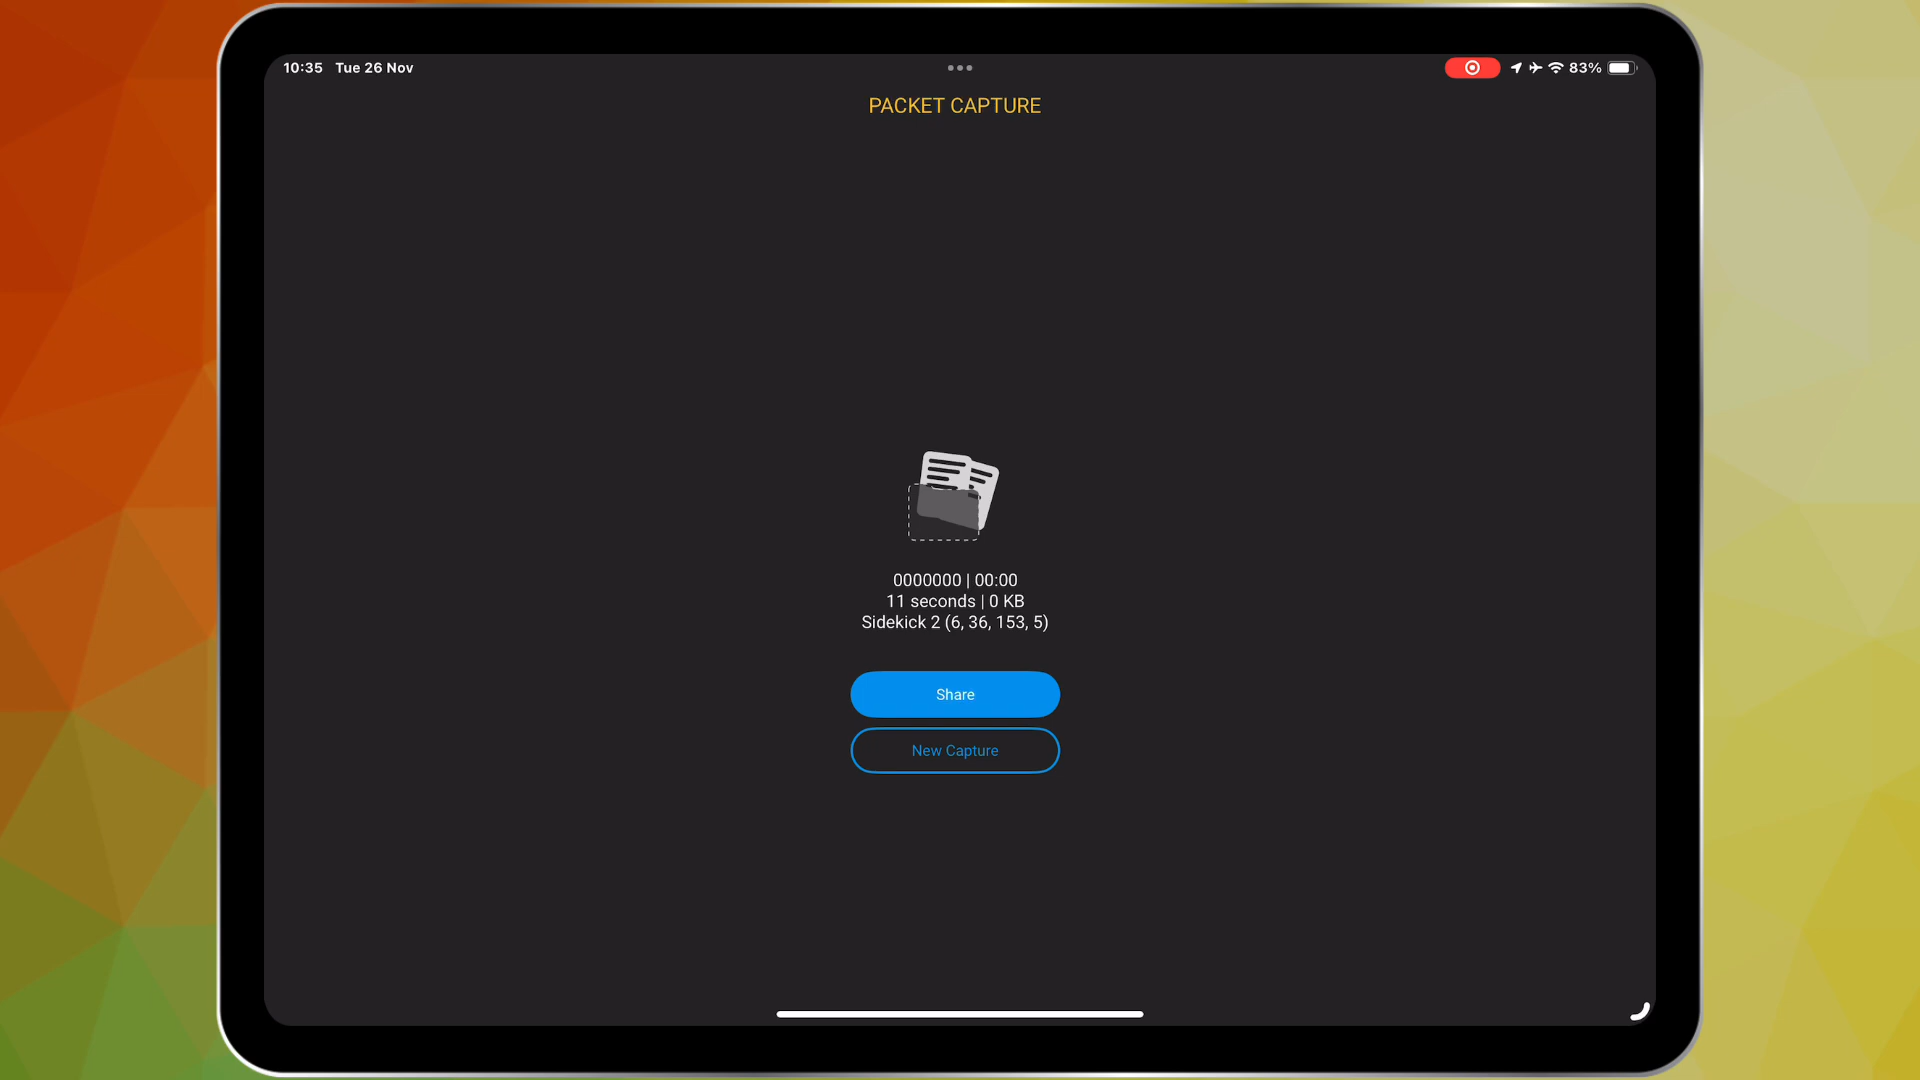 10:35 Tue 26 Nov
83%
PACKET CAPTURE
0000000 | 00:00
11 seconds | 0 KB
Sidekick 2 (6, 36, 153, 5)
Share
New Capture